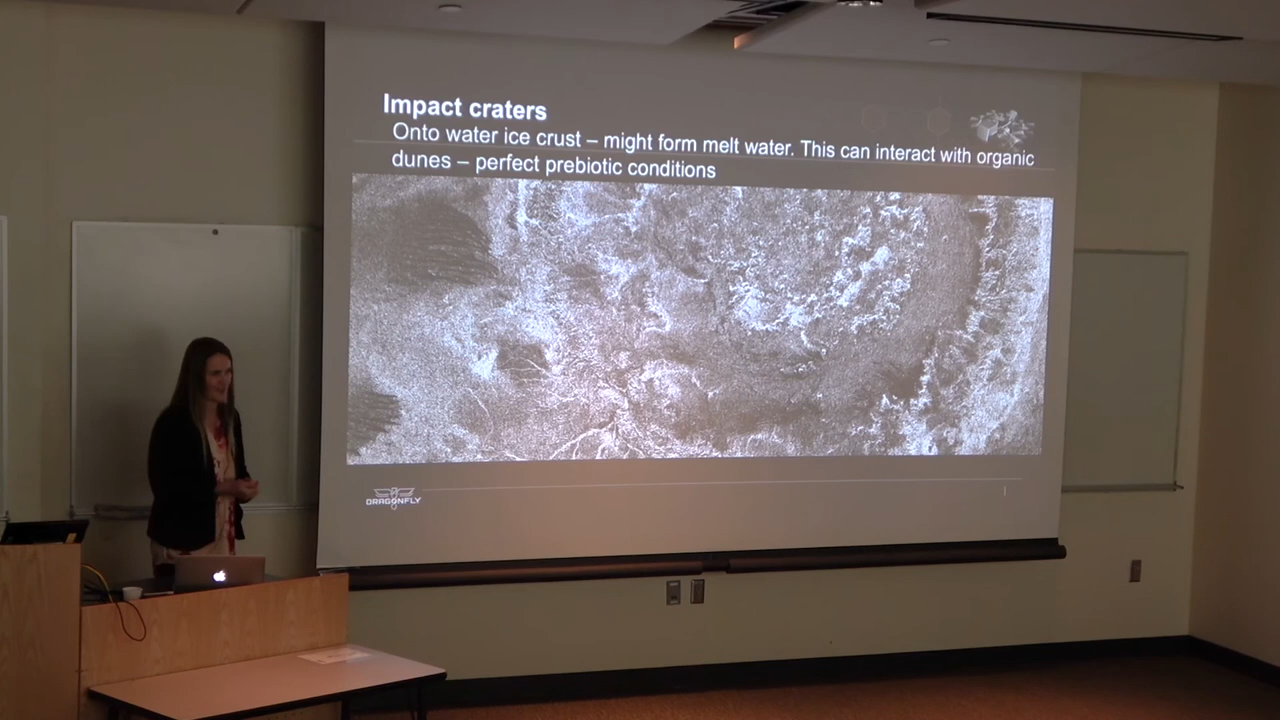 Impact craters
Onto water ice crust – might form melt water. This can interact with organic
dunes – perfect prebiotic conditions
DRAGONFLY